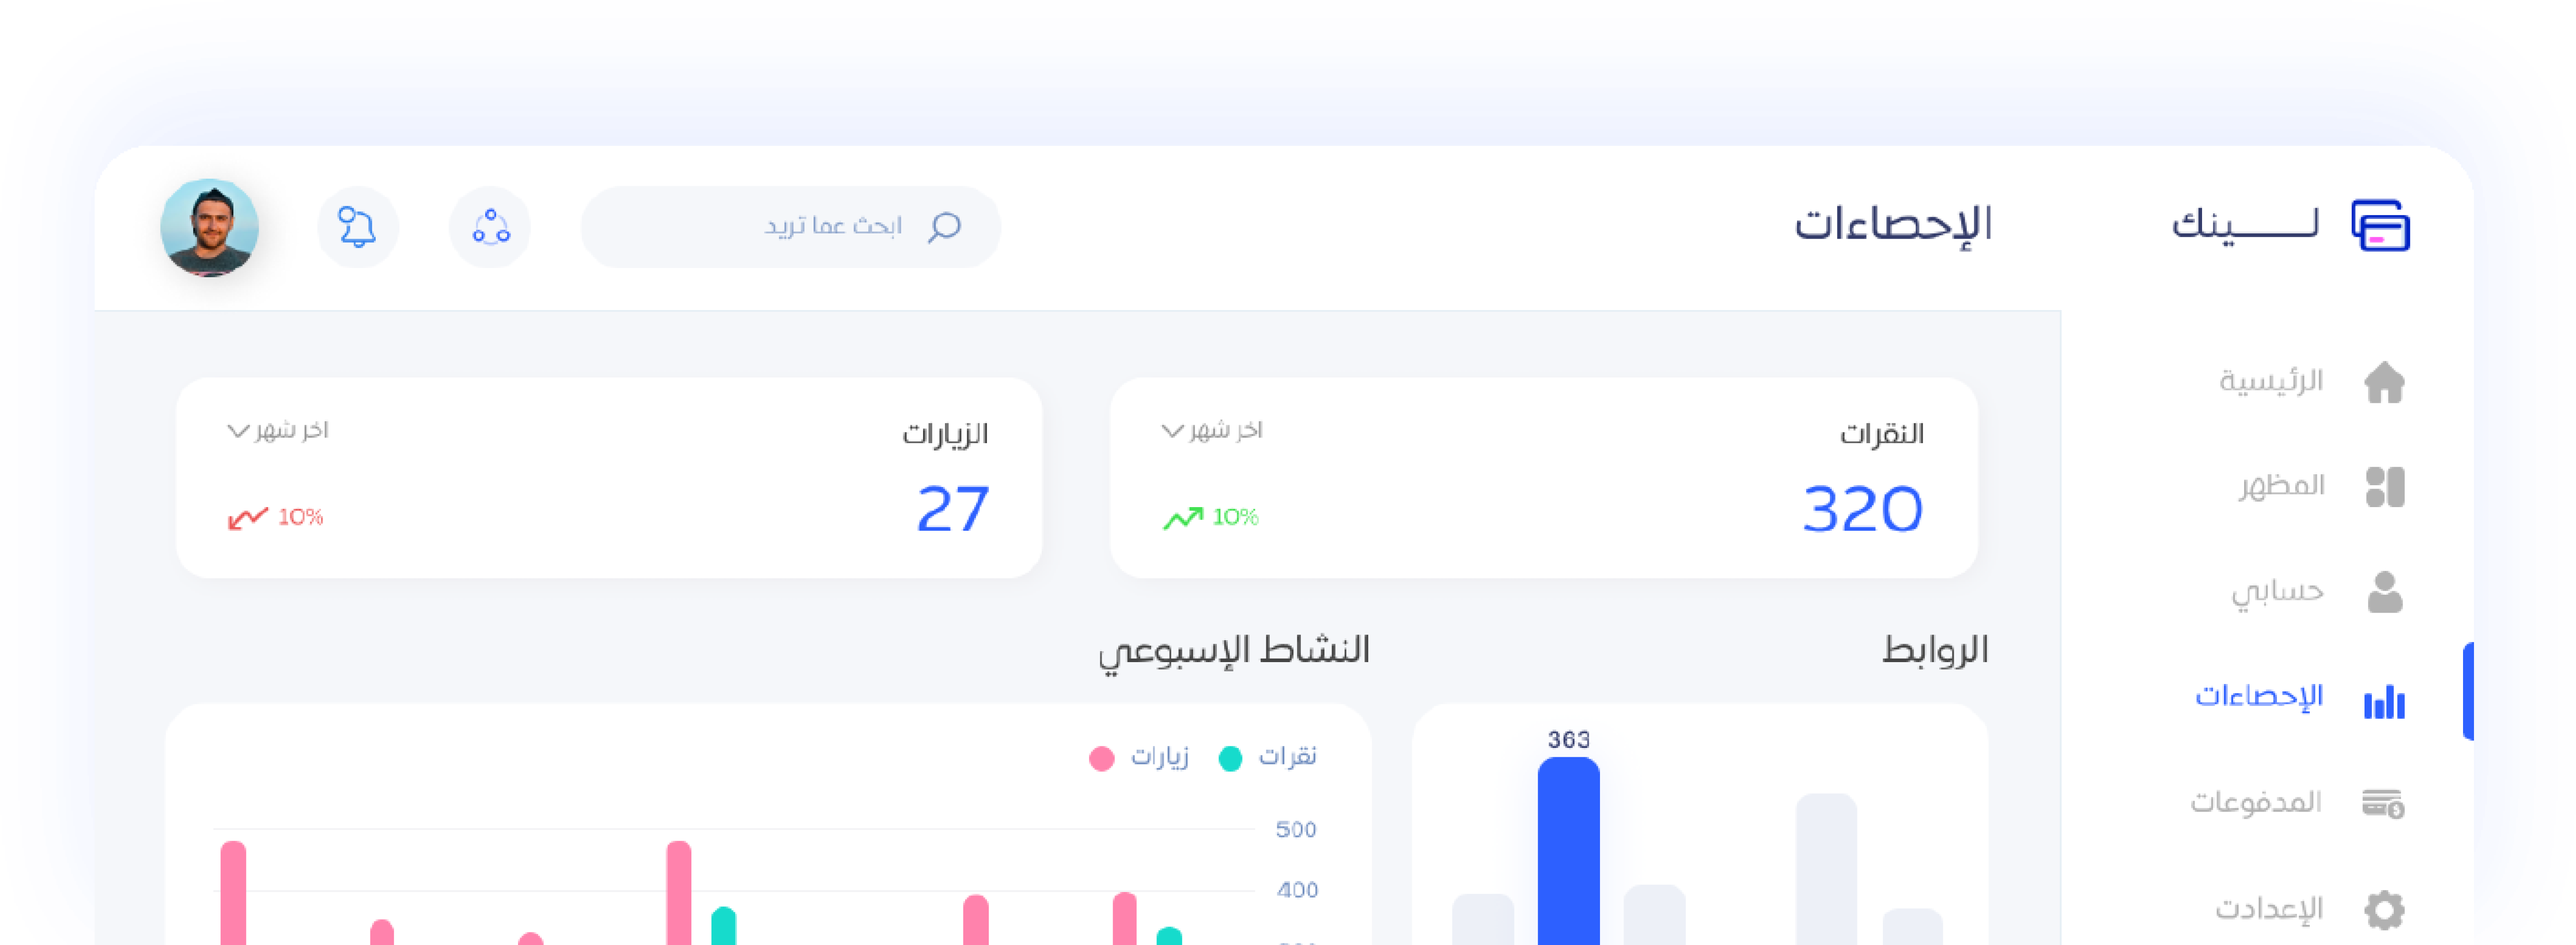 لـــــينك
الإحصاءات
ابحث عما تريد
الرئيسية
المظهر
حسابي
الإحصاءات
المدفوعات
الإعدادت
النقرات
اخر شهر
320
10%
الزيارات
اخر شهر
27
10%
الروابط
363
النشاط الإسبوعي
نقرات
زيارات
500
400